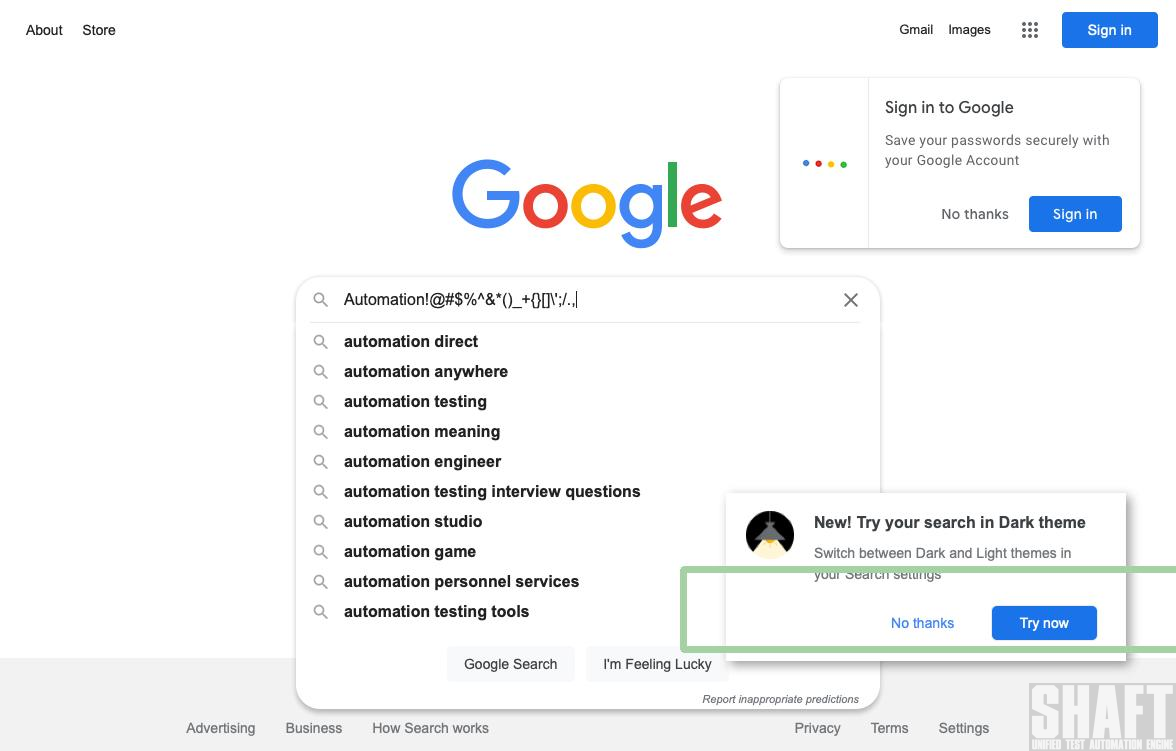 About Store
Gmail Images
Sign in
Sign in to Google
Save your passwords securely with
your Google Account
No thanks
Sign in
Google
Automation!@#$%^&*()_+{}[]\';/.,
automation direct
automation anywhere
automation testing
automation meaning
automation engineer
automation testing interview questions
automation studio
automation game
automation personnel services
automation testing tools
New! Try your search in Dark theme
Switch between Dark and Light themes in
your Search settings
No thanks
Try now
Google Search
I'm Feeling Lucky
Report inappropriate predictions
Advertising Business How Search works
Privacy Terms Settings
SHAFT
UNIFIED TEST AUTOMATION ENGINE